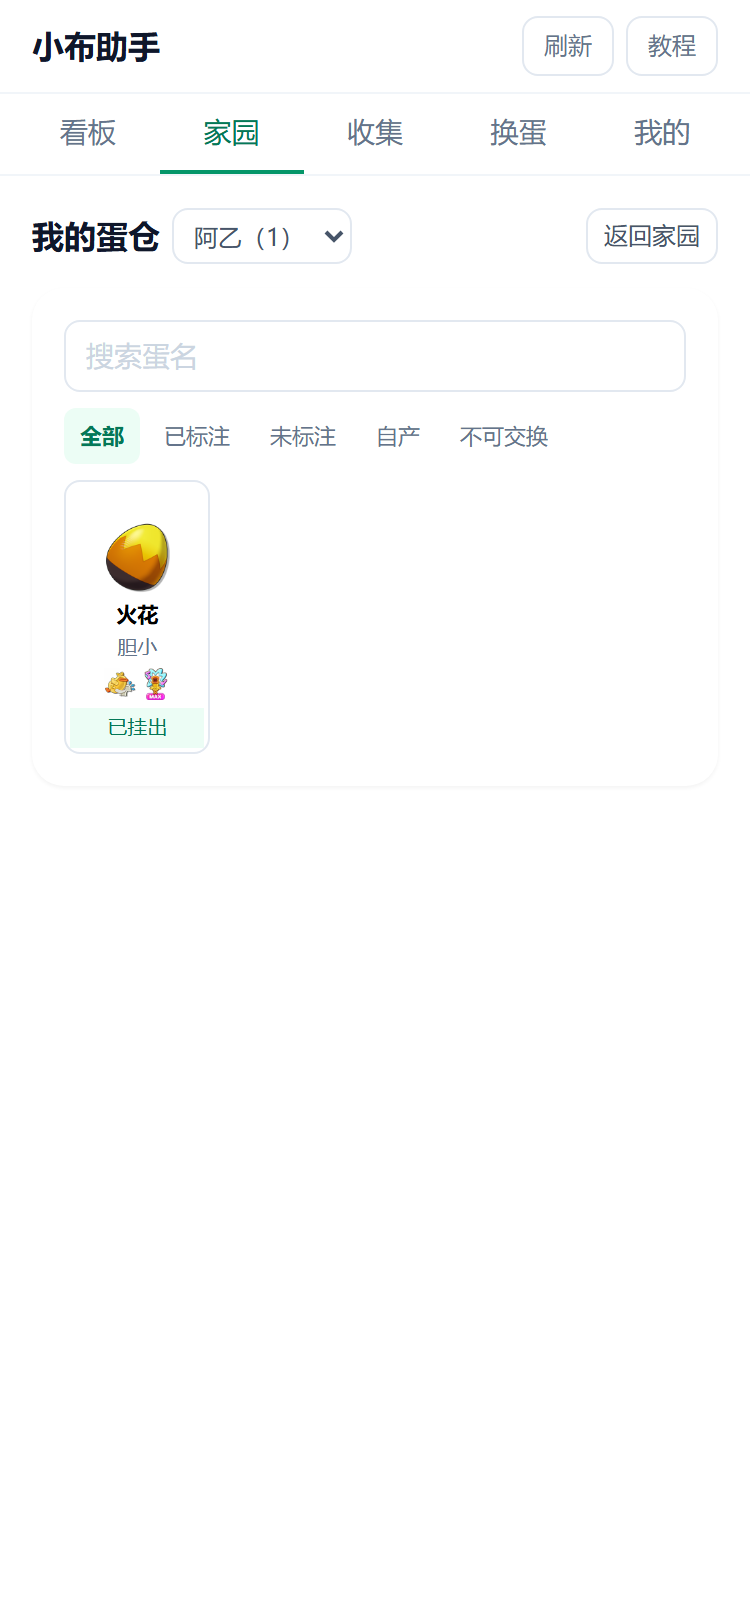 小布助手
刷新
教程
看板
家园
收集
换蛋
我的
我的蛋仓
阿乙（1）
返回家园
搜索蛋名
全部
已标注
未标注
自产
不可交换
火花
胆小
MAX
已挂出